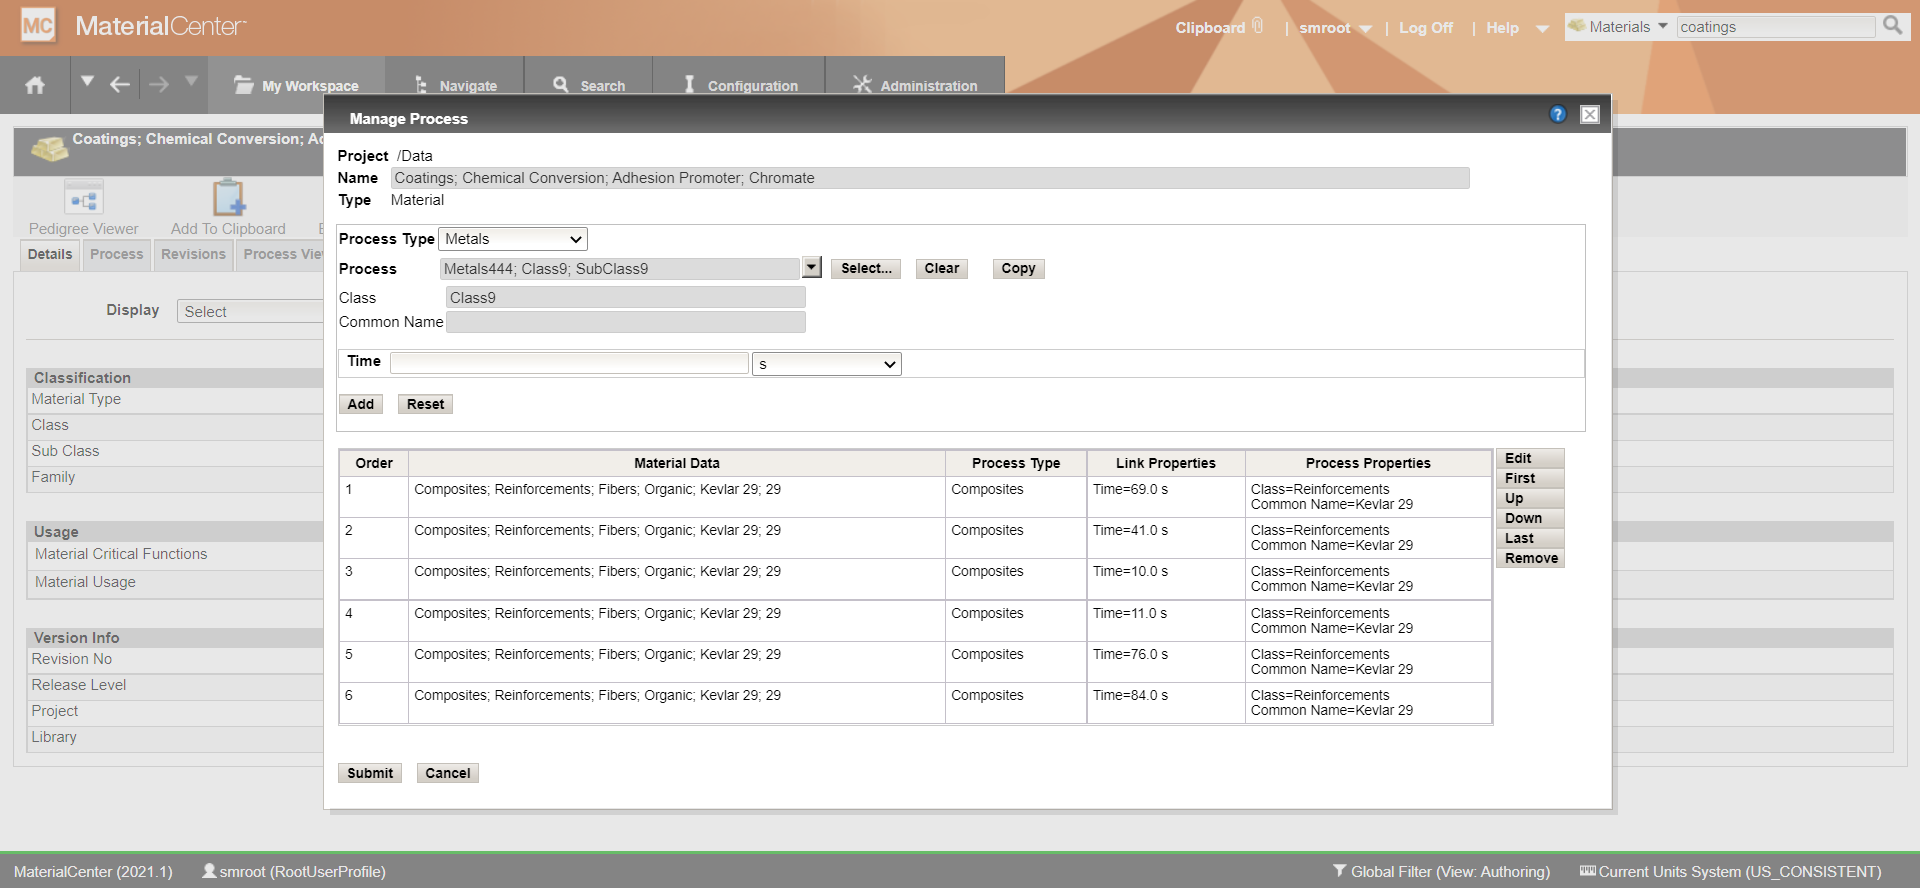 MC MaterialCenter
Clipboard | smroot | Log Off | Help Materials coatings
My Workspace Navigate Search Configuration Administration
Manage Process ?
Coatings; Chemical Conversion;
Pedigree Viewer Add To Clipboard
Details Process Revisions Process
Display Select
Classification
Material Type
Class
Sub Class
Family
Usage
Material Critical Functions
Material Usage
Version Info
Revision No
Release Level
Project
Library
Project /Data
Name Coatings; Chemical Conversion; Adhesion Promoter; Chromate
Type Material
Process Type Metals
Process Metals444; Class9; SubClass9 Select... Clear Copy
Class Class9
Common Name
Time s
Add Reset
Order Material Data Process Type Link Properties Process Properties
1 Composites; Reinforcements; Fibers; Organic; Kevlar 29; 29 Composites Time=69.0 s Class=Reinforcements
Common Name=Kevlar 29
2 Composites; Reinforcements; Fibers; Organic; Kevlar 29; 29 Composites Time=41.0 s Class=Reinforcements
Common Name=Kevlar 29
3 Composites; Reinforcements; Fibers; Organic; Kevlar 29; 29 Composites Time=10.0 s Class=Reinforcements
Common Name=Kevlar 29
4 Composites; Reinforcements; Fibers; Organic; Kevlar 29; 29 Composites Time=11.0 s Class=Reinforcements
Common Name=Kevlar 29
5 Composites; Reinforcements; Fibers; Organic; Kevlar 29; 29 Composites Time=76.0 s Class=Reinforcements
Common Name=Kevlar 29
6 Composites; Reinforcements; Fibers; Organic; Kevlar 29; 29 Composites Time=84.0 s Class=Reinforcements
Common Name=Kevlar 29
Edit
First
Up
Down
Last
Remove
Submit Cancel
MaterialCenter (2021.1) smroot (RootUserProfile) Global Filter (View: Authoring) Current Units System (US_CONSISTENT)